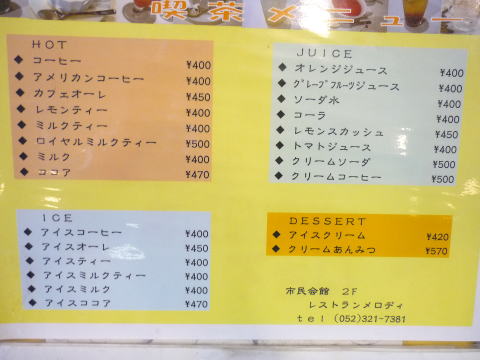 喫茶メニュー
HOT
◆ コーヒー ¥400
◆ アメリカンコーヒー ¥400
◆ カフェオーレ ¥450
◆ レモンティー ¥400
◆ ミルクティー ¥400
◆ ロイヤルミルクティー ¥500
◆ ミルク ¥400
◆ ココア ¥470
ICE
◆ アイスコーヒー ¥400
◆ アイスオーレ ¥450
◆ アイスティー ¥400
◆ アイスミルクティー ¥400
◆ アイスミルク ¥400
◆ アイスココア ¥470
JUICE
◆ オレンジジュース ¥400
◆ グレープフルーツジュース ¥400
◆ ソーダ水 ¥400
◆ コーラ ¥400
◆ レモンスカッシュ ¥450
◆ トマトジュース ¥400
◆ クリームソーダ ¥500
◆ クリームコーヒー ¥500
DESSERT
◆ アイスクリーム ¥420
◆ クリームあんみつ ¥570
市民会館 2F
レストランメロディ
tel (052)321-7381